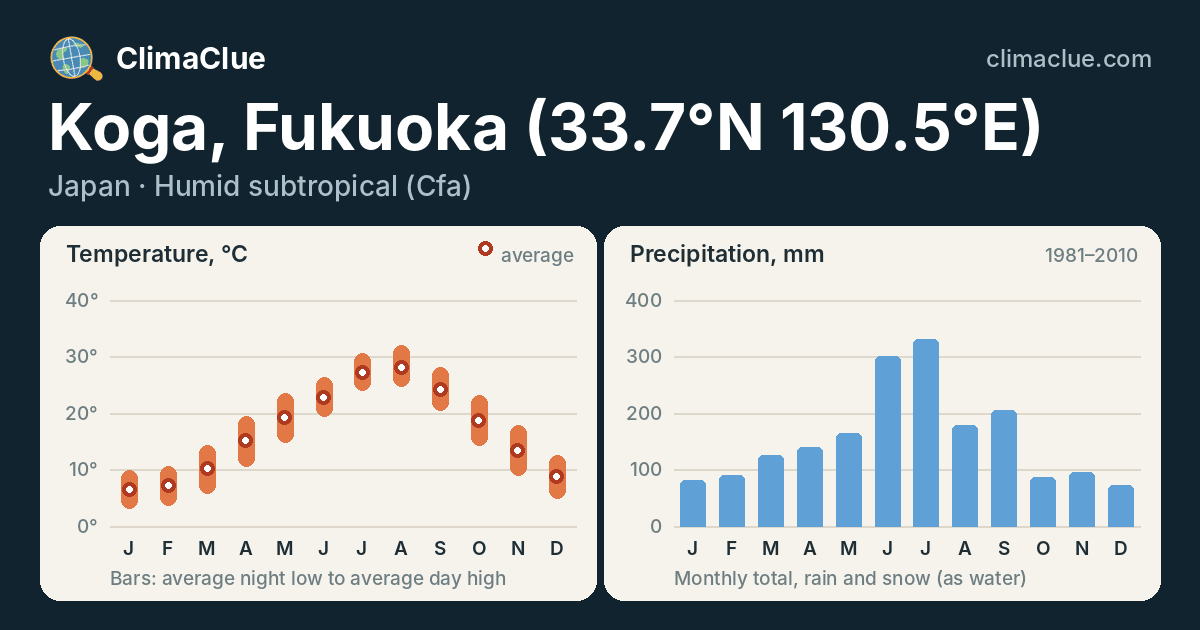 ClimaClue
climaclue.com
Koga, Fukuoka (33.7°N 130.5°E)
Japan · Humid subtropical (Cfa)
Temperature, °C
average
40°
30°
20°
10°
0°
J F M A M J J A S O N D
Bars: average night low to average day high
Precipitation, mm
1981–2010
400
300
200
100
0
J F M A M J J A S O N D
Monthly total, rain and snow (as water)